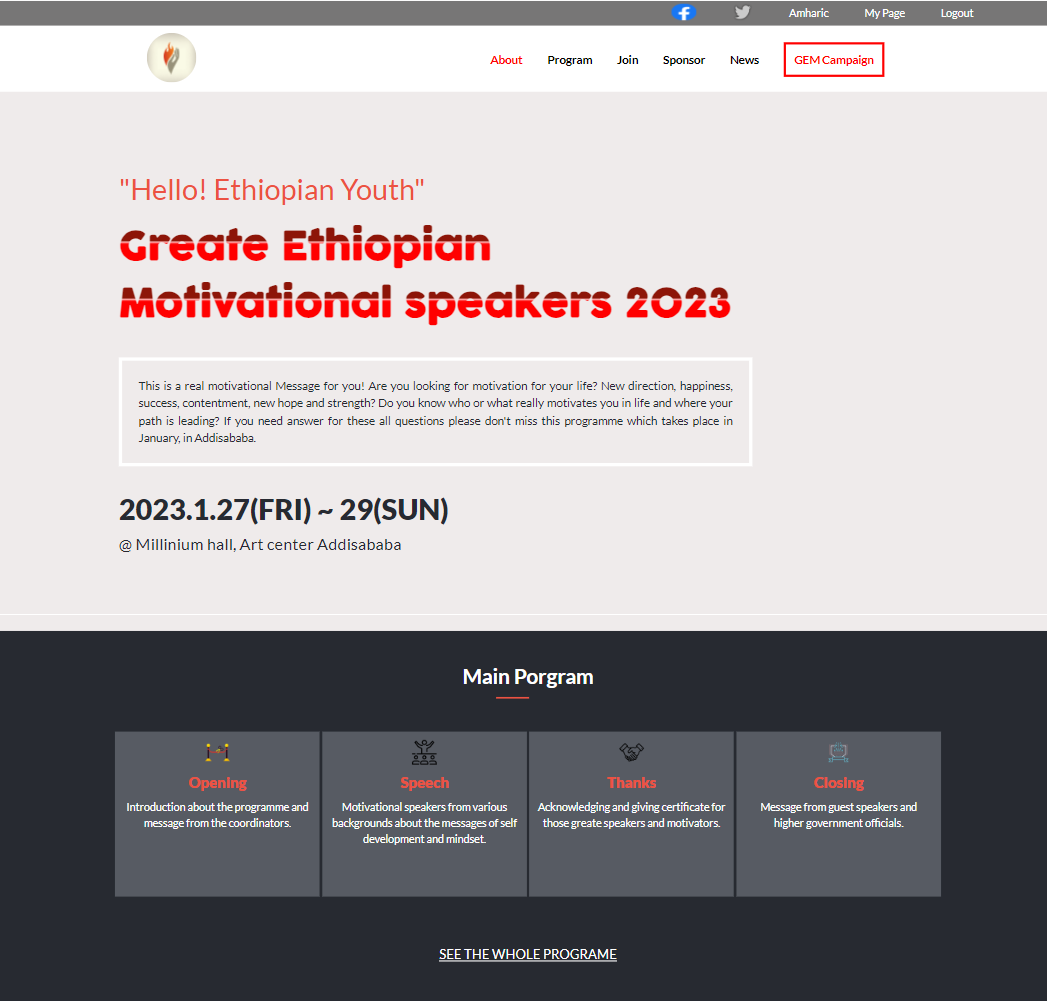 Amharic My Page Logout
About Program Join Sponsor News GEM Campaign
"Hello! Ethiopian Youth"
Greate Ethiopian
Motivational speakers 2023
This is a real motivational Message for you! Are you looking for motivation for your life? New direction, happiness,
success, contentment, new hope and strength? Do you know who or what really motivates you in life and where your
path is leading? If you need answer for these all questions please don't miss this programme which takes place in
January, in Addisababa.
2023.1.27(FRI) ~ 29(SUN)
@ Millinium hall, Art center Addisababa
Main Porgram
Opening
Introduction about the programme and
message from the coordinators.
Speech
Motivational speakers from various
backgrounds about the messages of self
development and mindset.
Thanks
Acknowledging and giving certificate for
those greate speakers and motivators.
Closing
Message from guest speakers and
higher government officials.
SEE THE WHOLE PROGRAME